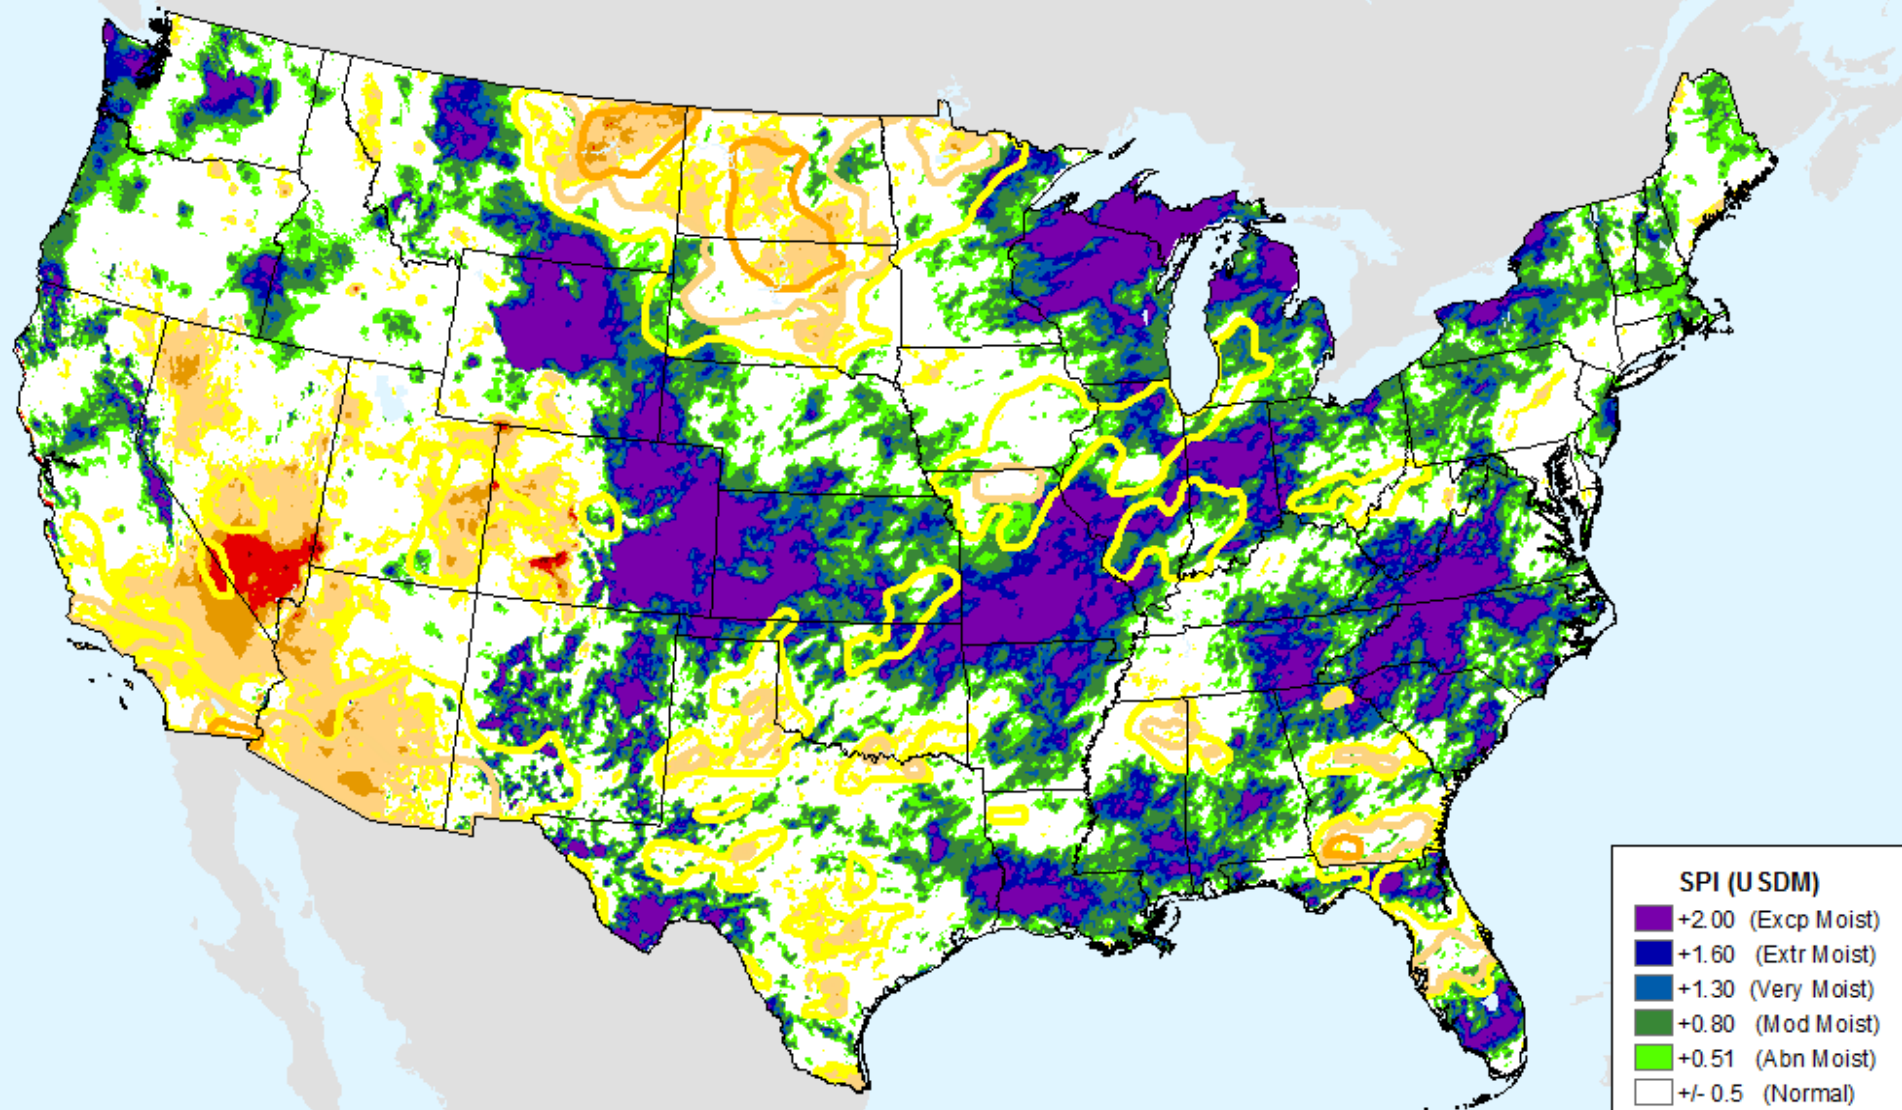 SPI (USDM)
+2.00 (Excp Moist)
+1.60 (Extr Moist)
+1.30 (Very Moist)
+0.80 (Mod Moist)
+0.51 (Abn Moist)
+/- 0.5 (Normal)